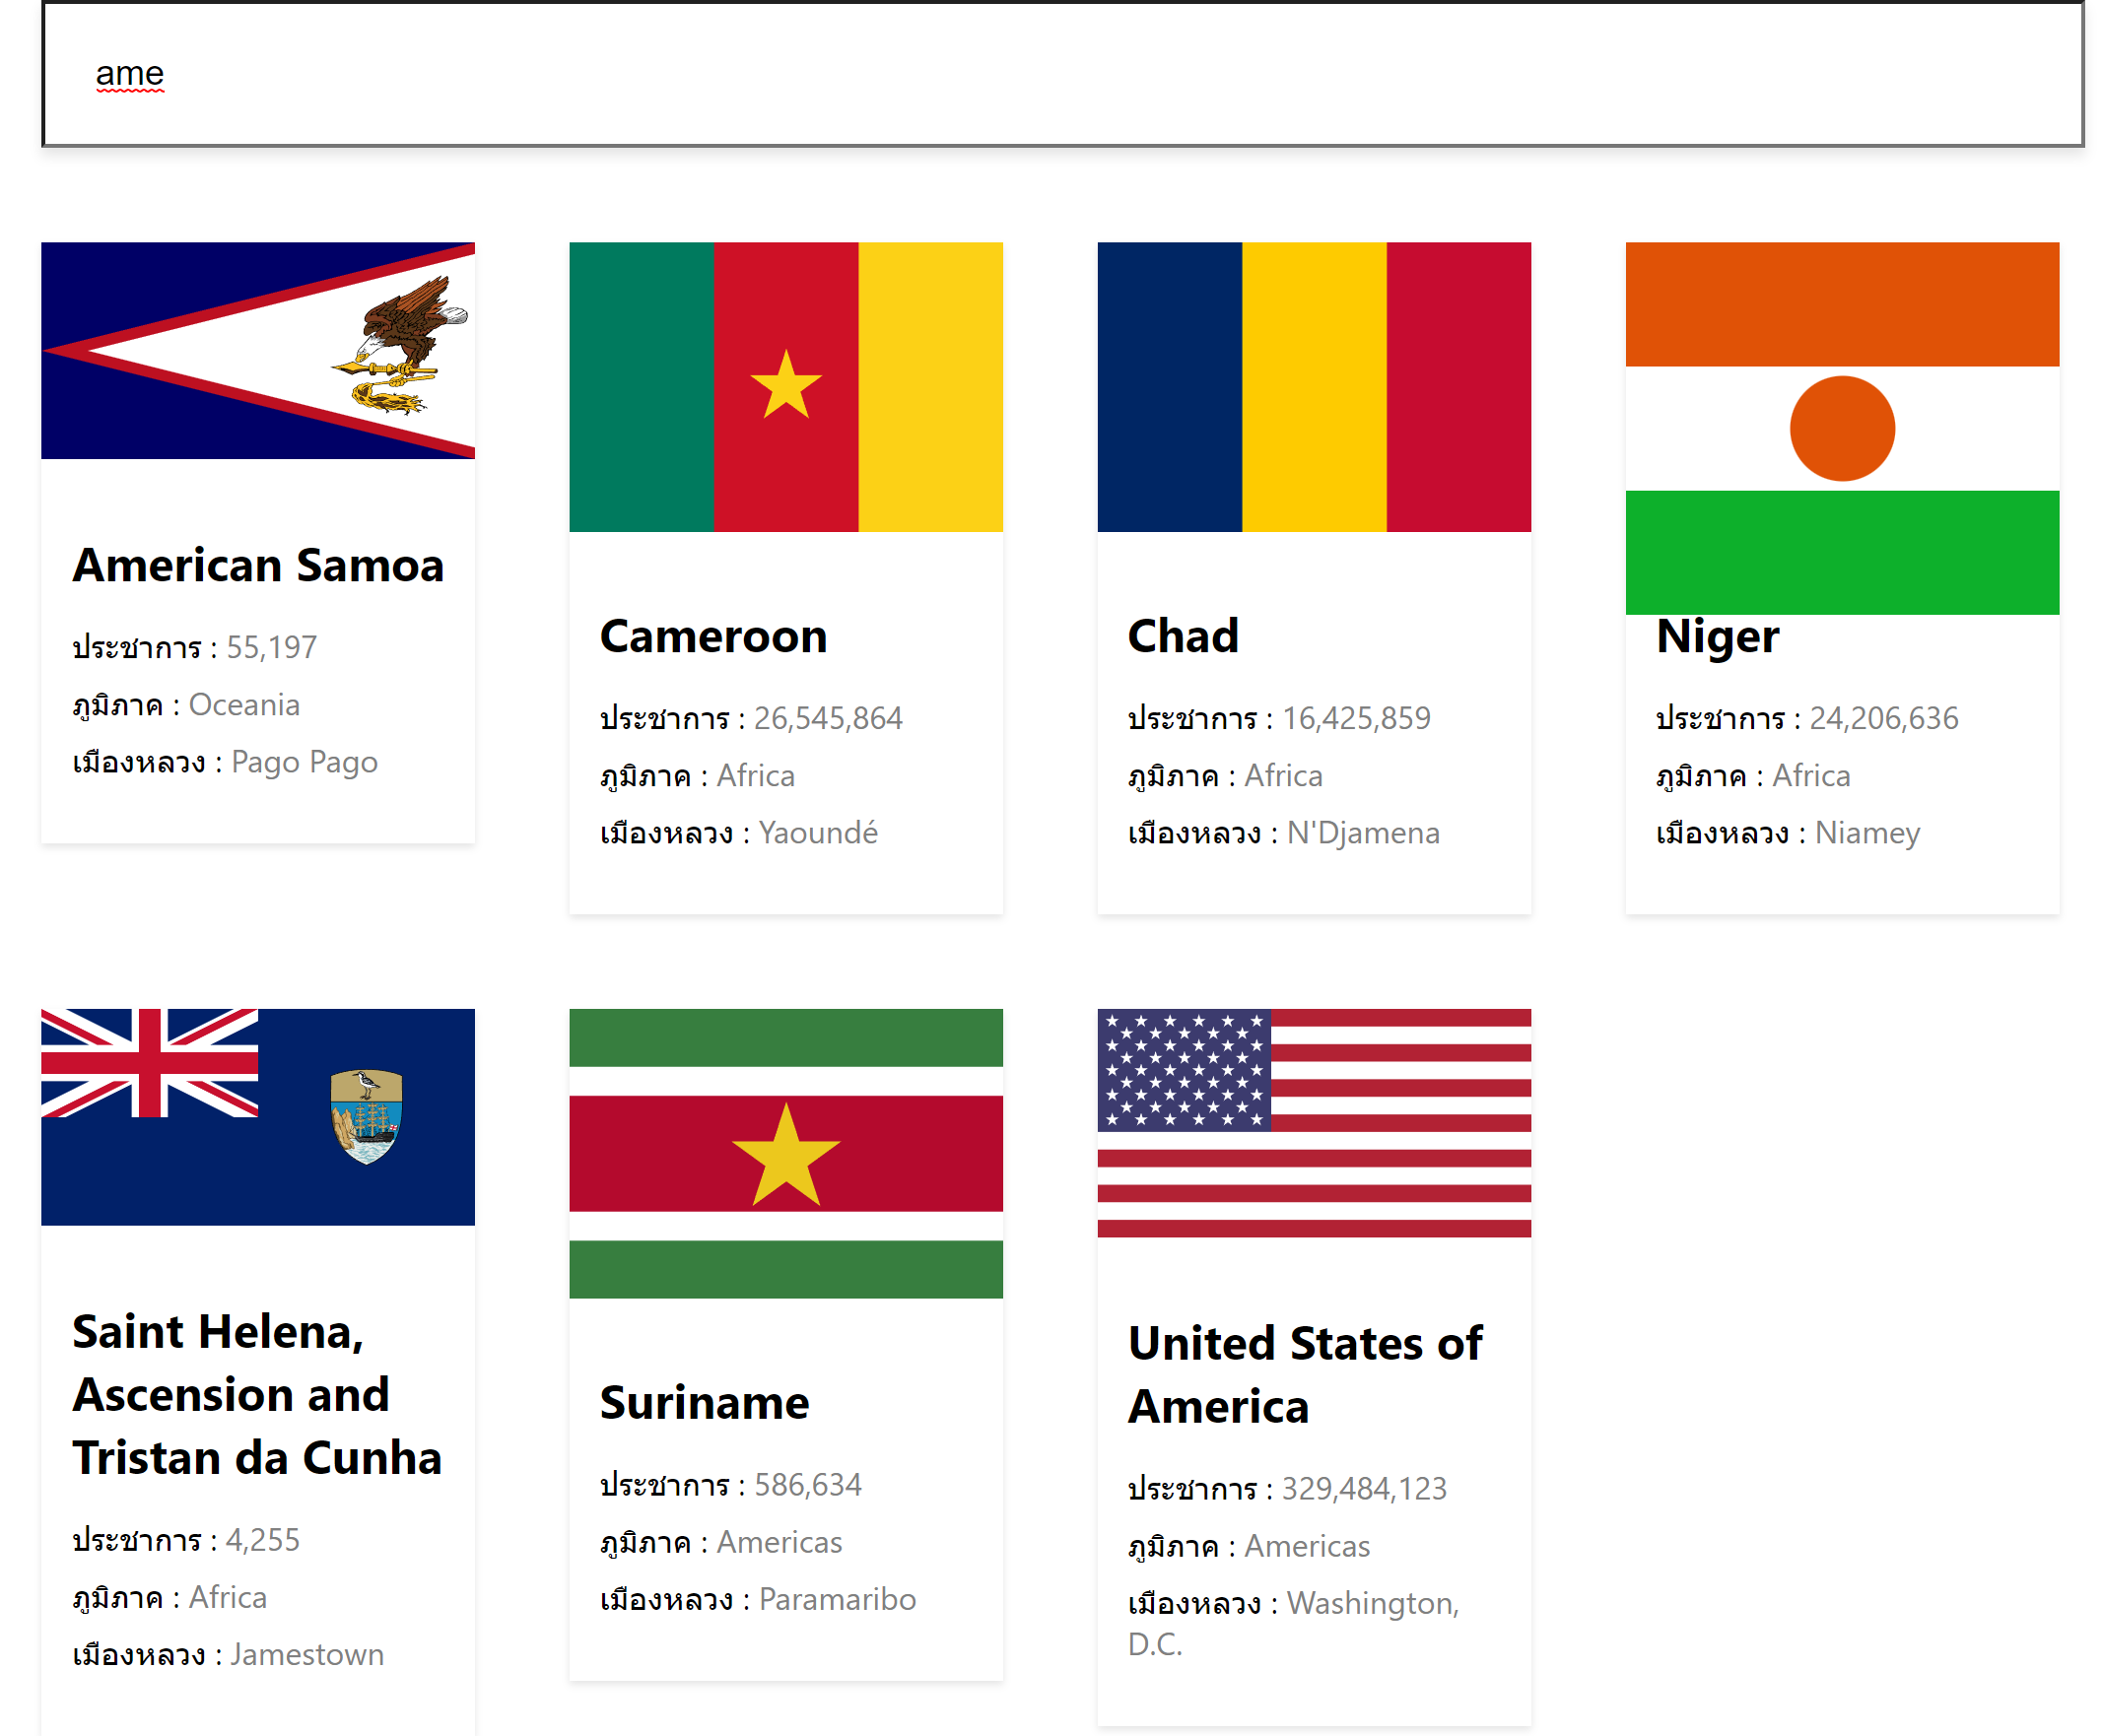 ame
American Samoa
ประชาการ : 55,197
ภูมิภาค : Oceania
เมืองหลวง : Pago Pago
Cameroon
ประชาการ : 26,545,864
ภูมิภาค : Africa
เมืองหลวง : Yaoundé
Chad
ประชาการ : 16,425,859
ภูมิภาค : Africa
เมืองหลวง : N'Djamena
Niger
ประชาการ : 24,206,636
ภูมิภาค : Africa
เมืองหลวง : Niamey
Saint Helena,
Ascension and
Tristan da Cunha
ประชาการ : 4,255
ภูมิภาค : Africa
เมืองหลวง : Jamestown
Suriname
ประชาการ : 586,634
ภูมิภาค : Americas
เมืองหลวง : Paramaribo
United States of
America
ประชาการ : 329,484,123
ภูมิภาค : Americas
เมืองหลวง : Washington,
D.C.